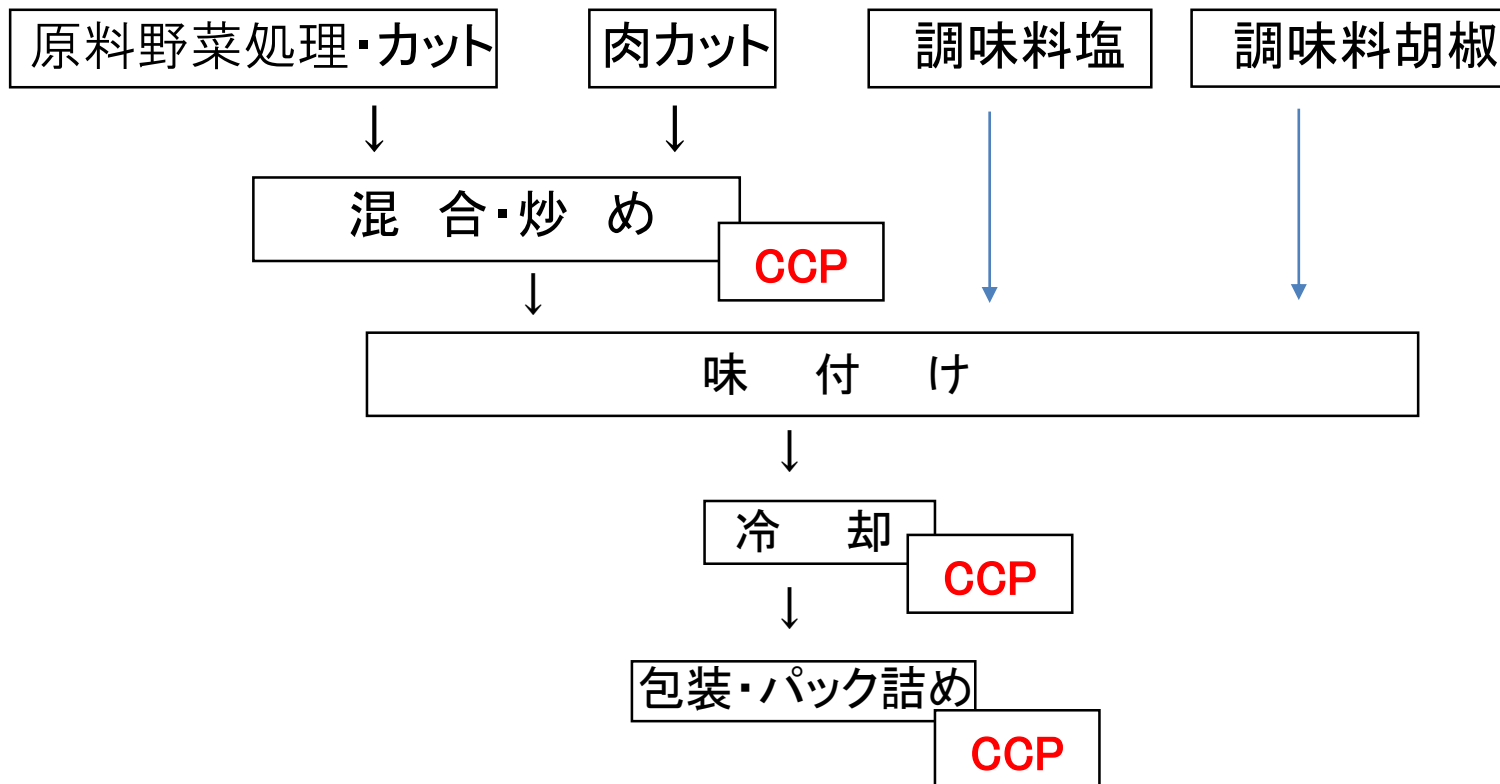 原料野菜処理・カット
肉カット
調味料塩
調味料胡椒
↓
↓
混 合・炒 め
CCP
↓
味 付 け
↓
冷 却
CCP
↓
包装・パック詰め
CCP